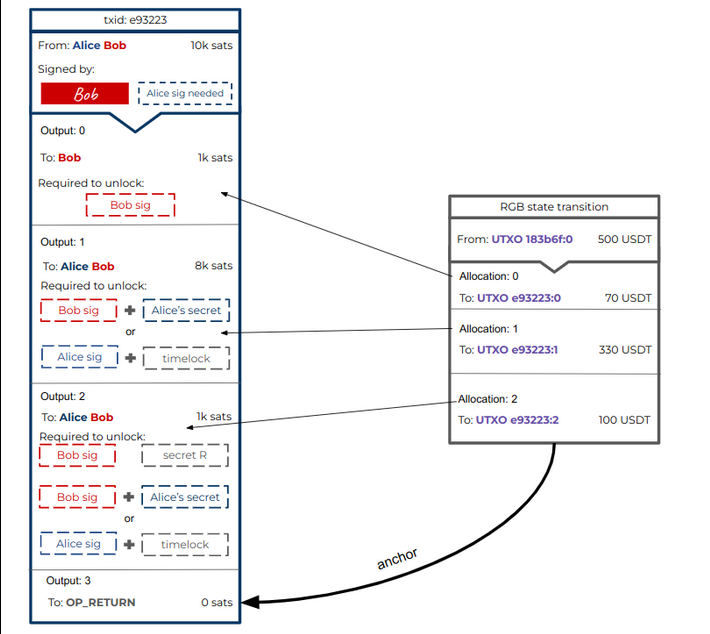 txid: e93223
From: Alice Bob 10k sats
Signed by:
Bob Alice sig needed
Output: 0
To: Bob 1k sats
Required to unlock:
Bob sig
Output: 1
To: Alice Bob 8k sats
Required to unlock:
Bob sig + Alice's secret
or
Alice sig + timelock
Output: 2
To: Alice Bob 1k sats
Required to unlock:
Bob sig secret R
Bob sig + Alice's secret
or
Alice sig + timelock
Output: 3
To: OP_RETURN 0 sats
RGB state transition
From: UTXO 183b6f:0 500 USDT
Allocation: 0
To: UTXO e93223:0 70 USDT
Allocation: 1
To: UTXO e93223:1 330 USDT
Allocation: 2
To: UTXO e93223:2 100 USDT
anchor